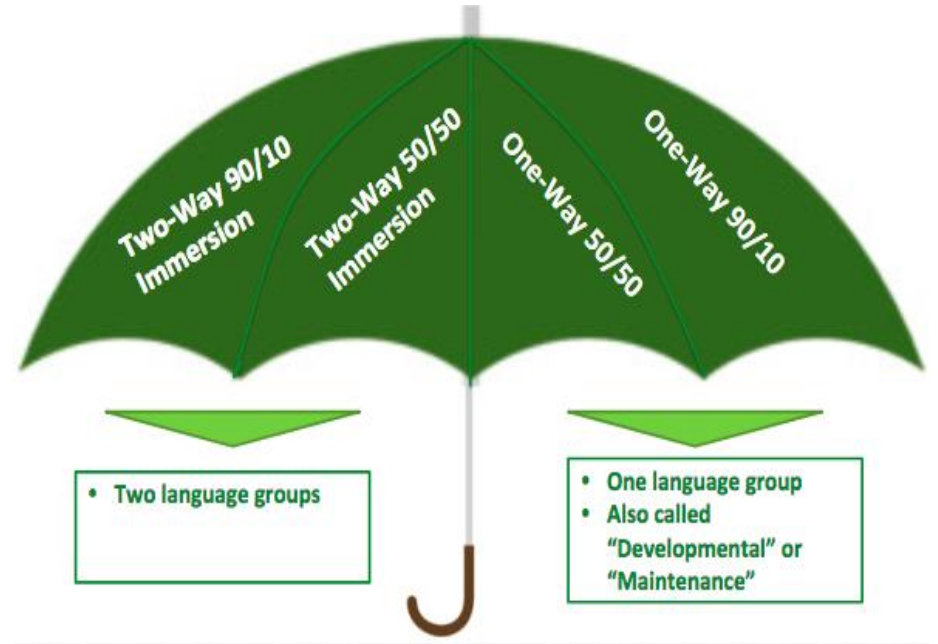 Two-Way 90/10
Immersion
Two-Way 50/50
Immersion
One-Way 50/50
One-Way 90/10
• Two language groups
• One language group
• Also called
“Developmental” or
“Maintenance”